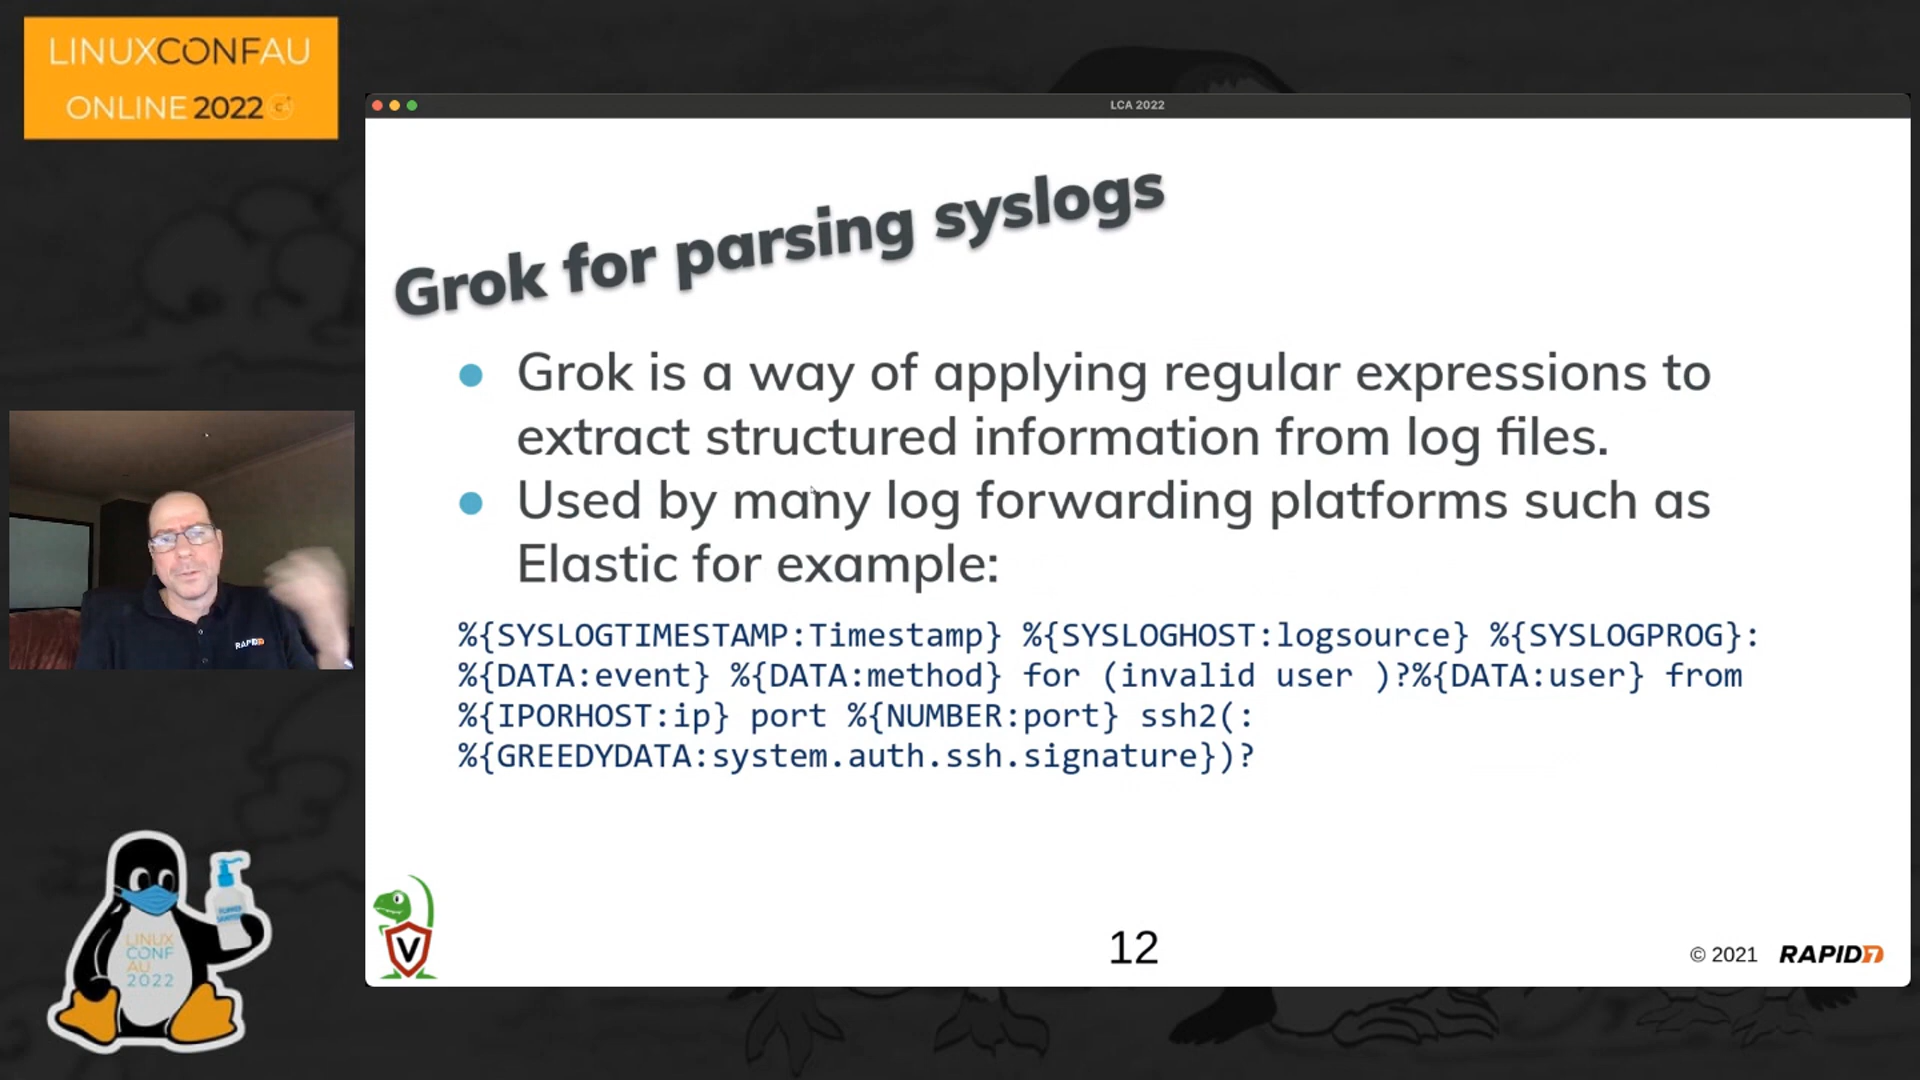 LINUXCONFAU
ONLINE 2022
LCA 2022
Grok for parsing syslogs
Grok is a way of applying regular expressions to
extract structured information from log files.
Used by many log forwarding platforms such as
Elastic for example:
%{SYSLOGTIMESTAMP:Timestamp} %{SYSLOGHOST:logsource} %{SYSLOGPROG}:
%{DATA:event} %{DATA:method} for (invalid user )?%{DATA:user} from
%{IPORHOST:ip} port %{NUMBER:port} ssh2(:
%{GREEDYDATA:system.auth.ssh.signature})?
RAPID7
LINUX
CONF
AU
2022
V
12
© 2021 RAPID7